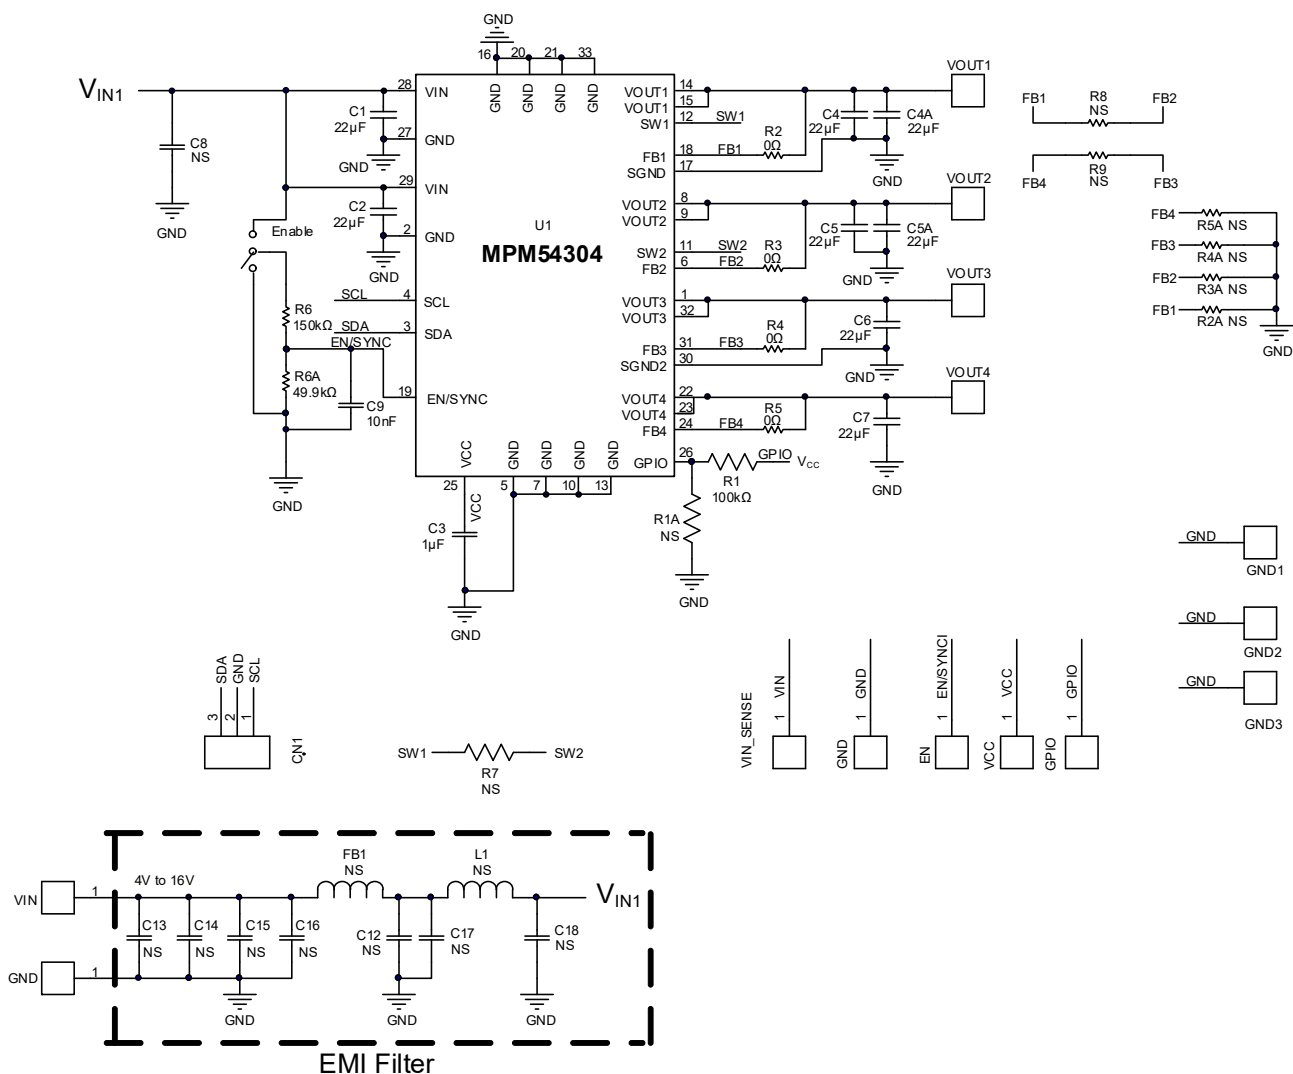 GND
16 20 21 33
GND GND GND GND
VIN1
28 VIN
C1
22µF
27 GND
GND
C8
NS
GND
29 VIN
C2
22µF
2 GND
GND
Enable
SCL 4 SCL
R6
150kΩ
SDA 3 SDA
EN/SYNC
R6A
49.9kΩ
19 EN/SYNC
C9
10nF
GND
U1
MPM54304
VCC GND GND GND GND
25 5 7 10 13
VCC
C3
1µF
GND
VOUT1 14
VOUT1 15
SW1 12 SW1
FB1 18 FB1
R2
0Ω
SGND 17
C4
22µF
C4A
22µF
GND
VOUT1
VOUT2 8
VOUT2 9
SW2 11 SW2
FB2 6 FB2
R3
0Ω
C5
22µF
C5A
22µF
GND
VOUT2
VOUT3 1
VOUT3 32
FB3 31 FB3
R4
0Ω
SGND2 30
C6
22µF
GND
VOUT3
VOUT4 22
VOUT4 23
FB4 24 FB4
R5
0Ω
C7
22µF
GND
VOUT4
GPIO 26
GPIO VCC
R1
100kΩ
R1A
NS
GND
FB1 R8 FB2
NS
FB4 R9 FB3
NS
FB4
R5A NS
FB3
R4A NS
FB2
R3A NS
FB1
R2A NS
GND
GND
GND1
GND
GND2
GND
GND3
SDA GND SCL
3 2 1
CN1
SW1 SW2
R7
NS
VIN_SENSE 1 VIN
GND 1 GND
EN 1 EN/SYNCI
VCC 1 VCC
GPIO 1 GPIO
VIN 1 4V to 16V
FB1
NS
L1
NS
VIN1
C13
NS
C14
NS
C15
NS
C16
NS
C12
NS
C17
NS
C18
NS
GND 1
GND GND GND
EMI Filter